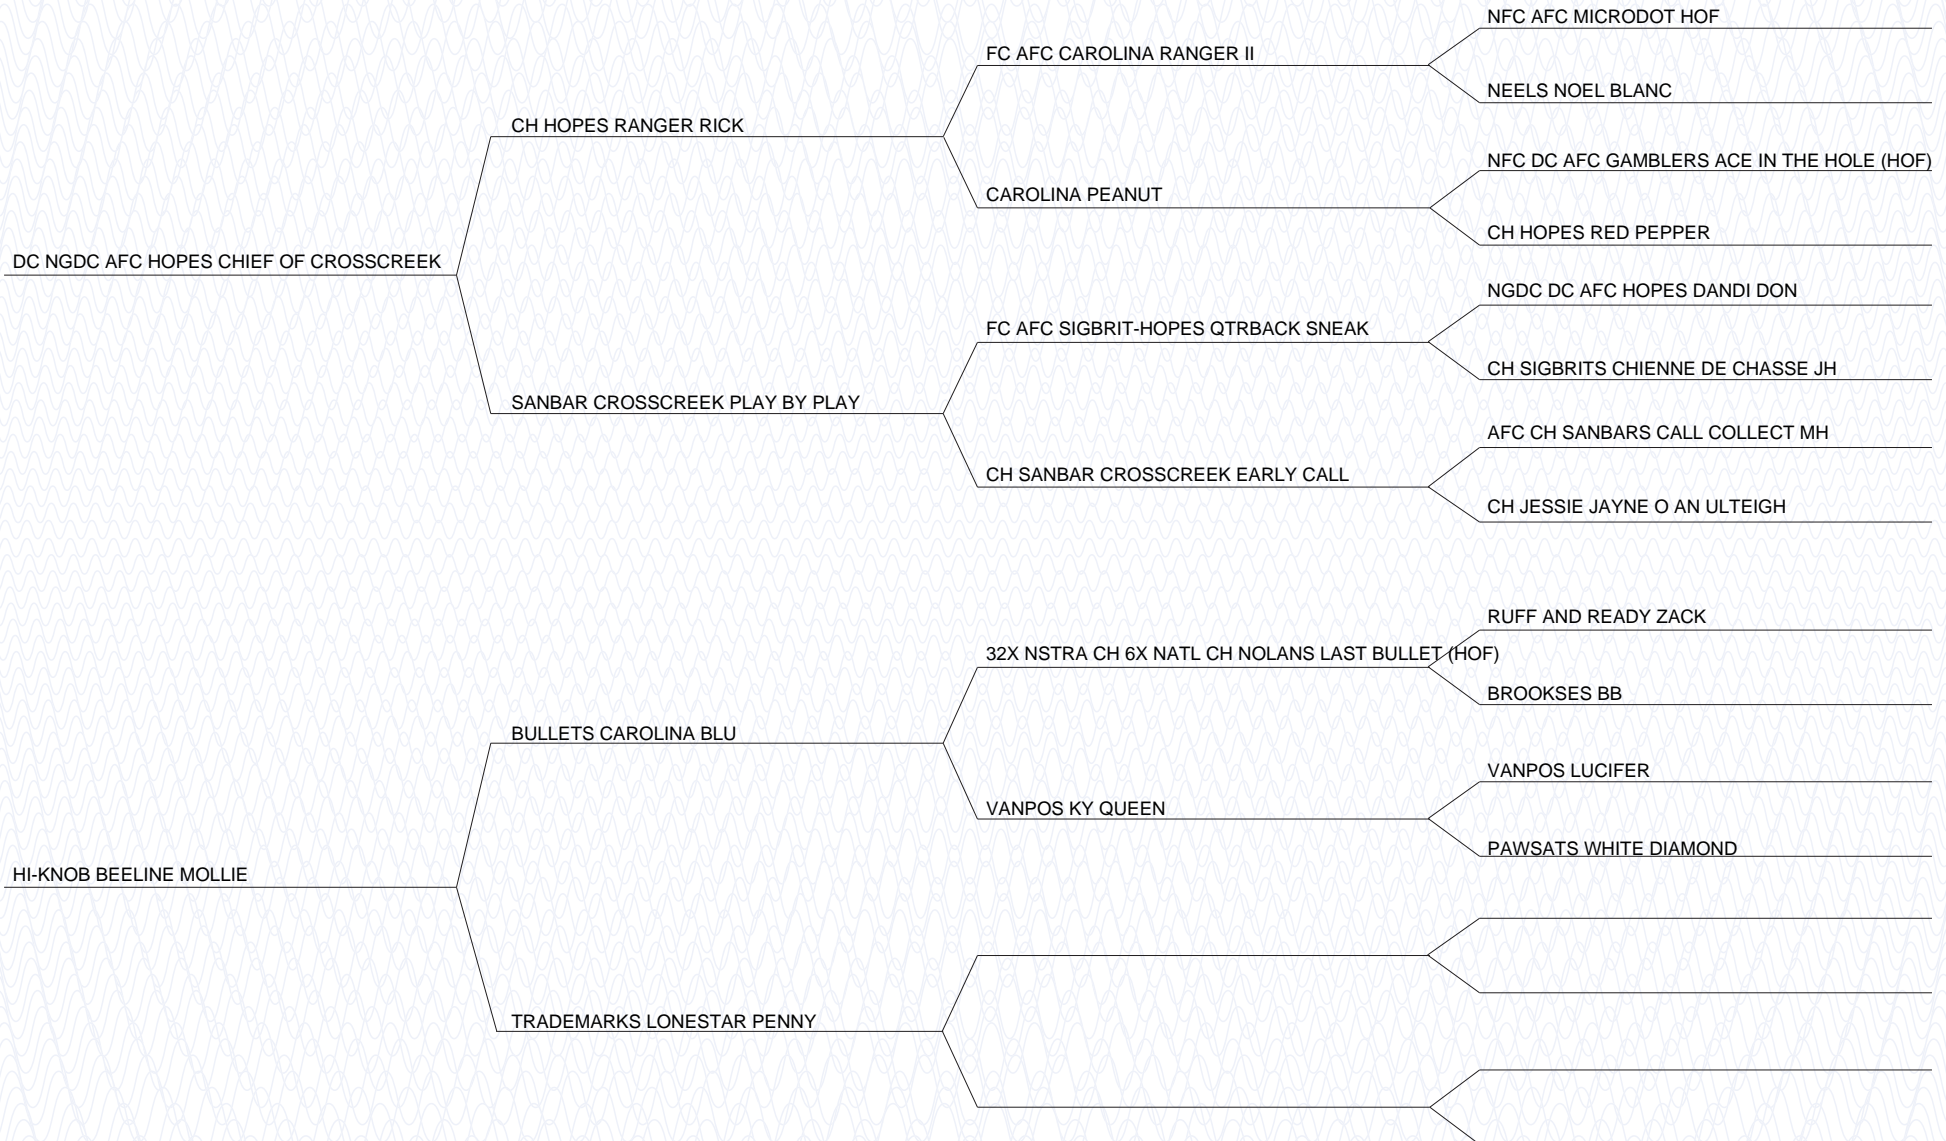 NFC AFC MICRODOT HOF
FC AFC CAROLINA RANGER II
NEELS NOEL BLANC
CH HOPES RANGER RICK
NFC DC AFC GAMBLERS ACE IN THE HOLE (HOF)
CAROLINA PEANUT
CH HOPES RED PEPPER
DC NGDC AFC HOPES CHIEF OF CROSSCREEK
NGDC DC AFC HOPES DANDI DON
FC AFC SIGBRIT-HOPES QTRBACK SNEAK
CH SIGBRITS CHIENNE DE CHASSE JH
SANBAR CROSSCREEK PLAY BY PLAY
AFC CH SANBARS CALL COLLECT MH
CH SANBAR CROSSCREEK EARLY CALL
CH JESSIE JAYNE O AN ULTEIGH
RUFF AND READY ZACK
32X NSTRA CH 6X NATL CH NOLANS LAST BULLET (HOF)
BROOKSES BB
BULLETS CAROLINA BLU
VANPOS LUCIFER
VANPOS KY QUEEN
PAWSATS WHITE DIAMOND
HI-KNOB BEELINE MOLLIE
TRADEMARKS LONESTAR PENNY